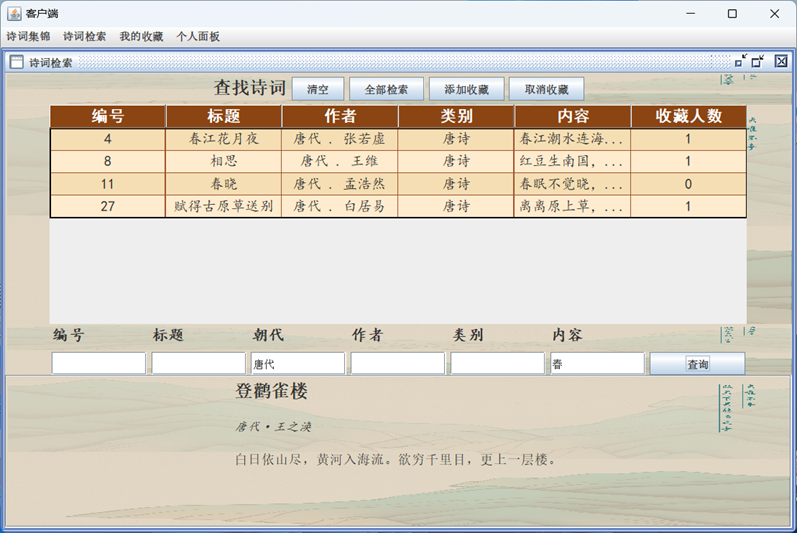 客户端
诗词集锦 诗词检索 我的收藏 个人面板
诗词检索
查找诗词 清空 全部检索 添加收藏 取消收藏
编号 标题 作者 类别 内容 收藏人数
4 春江花月夜 唐代 . 张若虚 唐诗 春江潮水连海,... 1
8 相思 唐代 . 王维 唐诗 红豆生南国，... 1
11 春晓 唐代 . 孟浩然 唐诗 春眠不觉晓，... 0
27 赋得古原草送别 唐代 . 白居易 唐诗 离离原上草，... 1
编号 标题 朝代 作者 类别 内容
唐代 春 查询
登鹳雀楼
唐代·王之涣
白日依山尽，黄河入海流。欲穷千里目，更上一层楼。